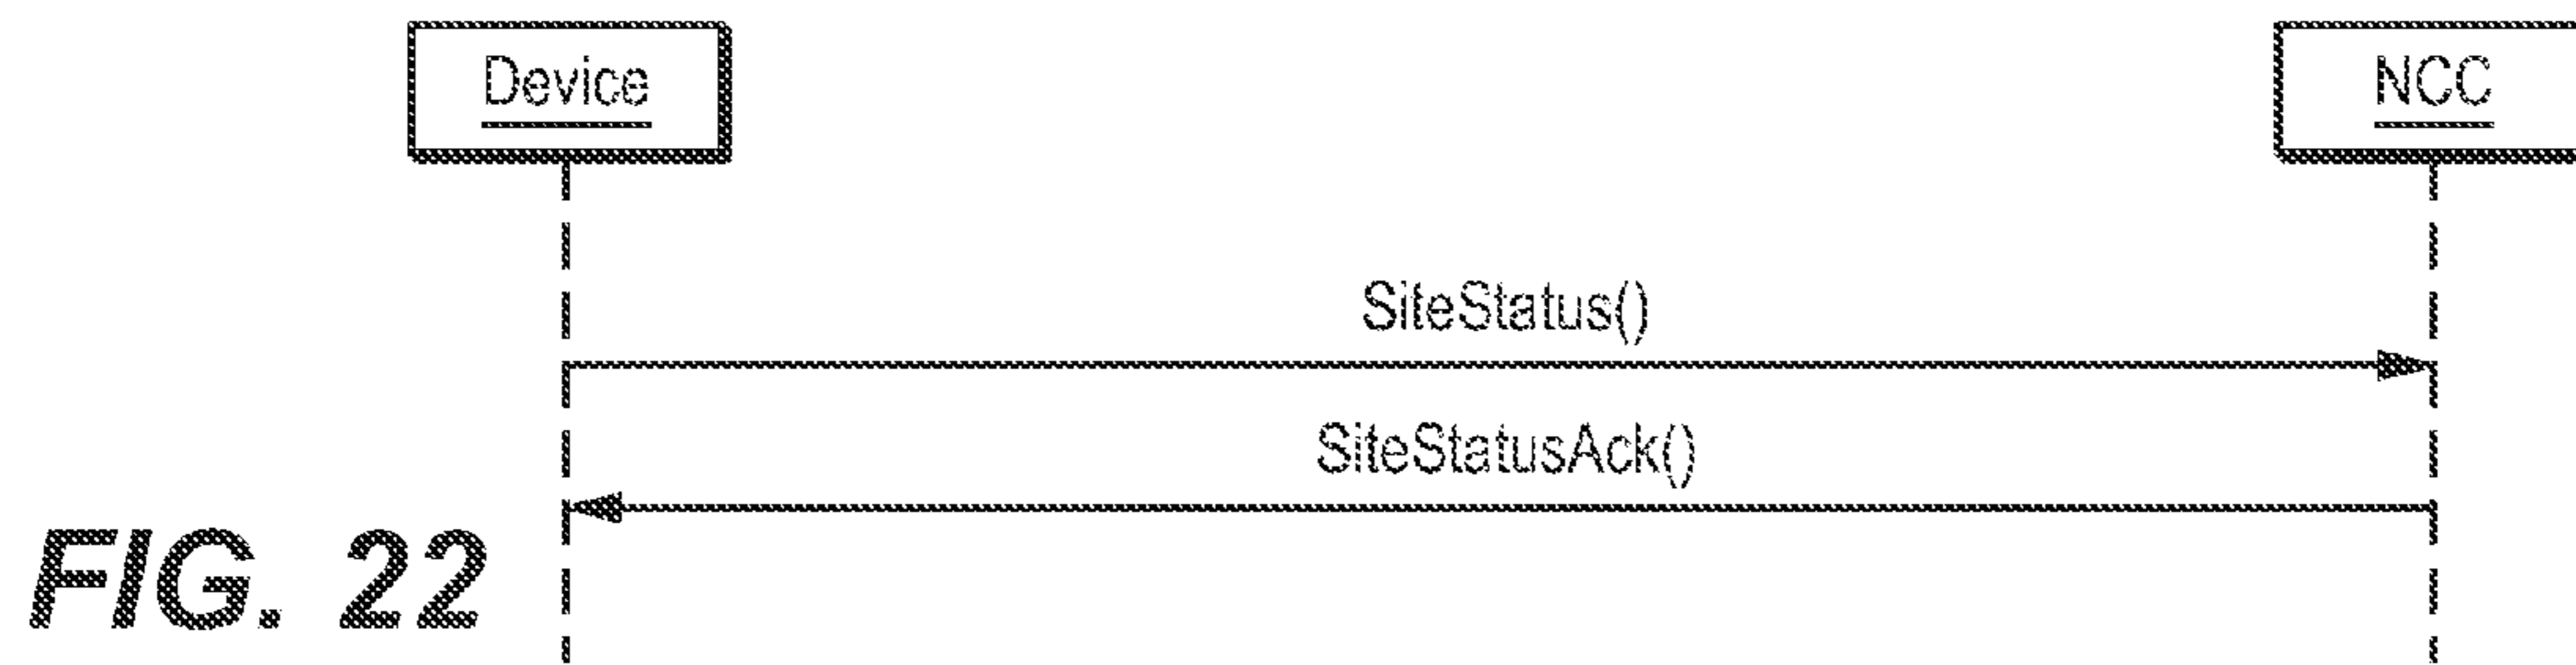 Device
NCC
SiteStatus()
SiteStatusAck()
FIG. 22